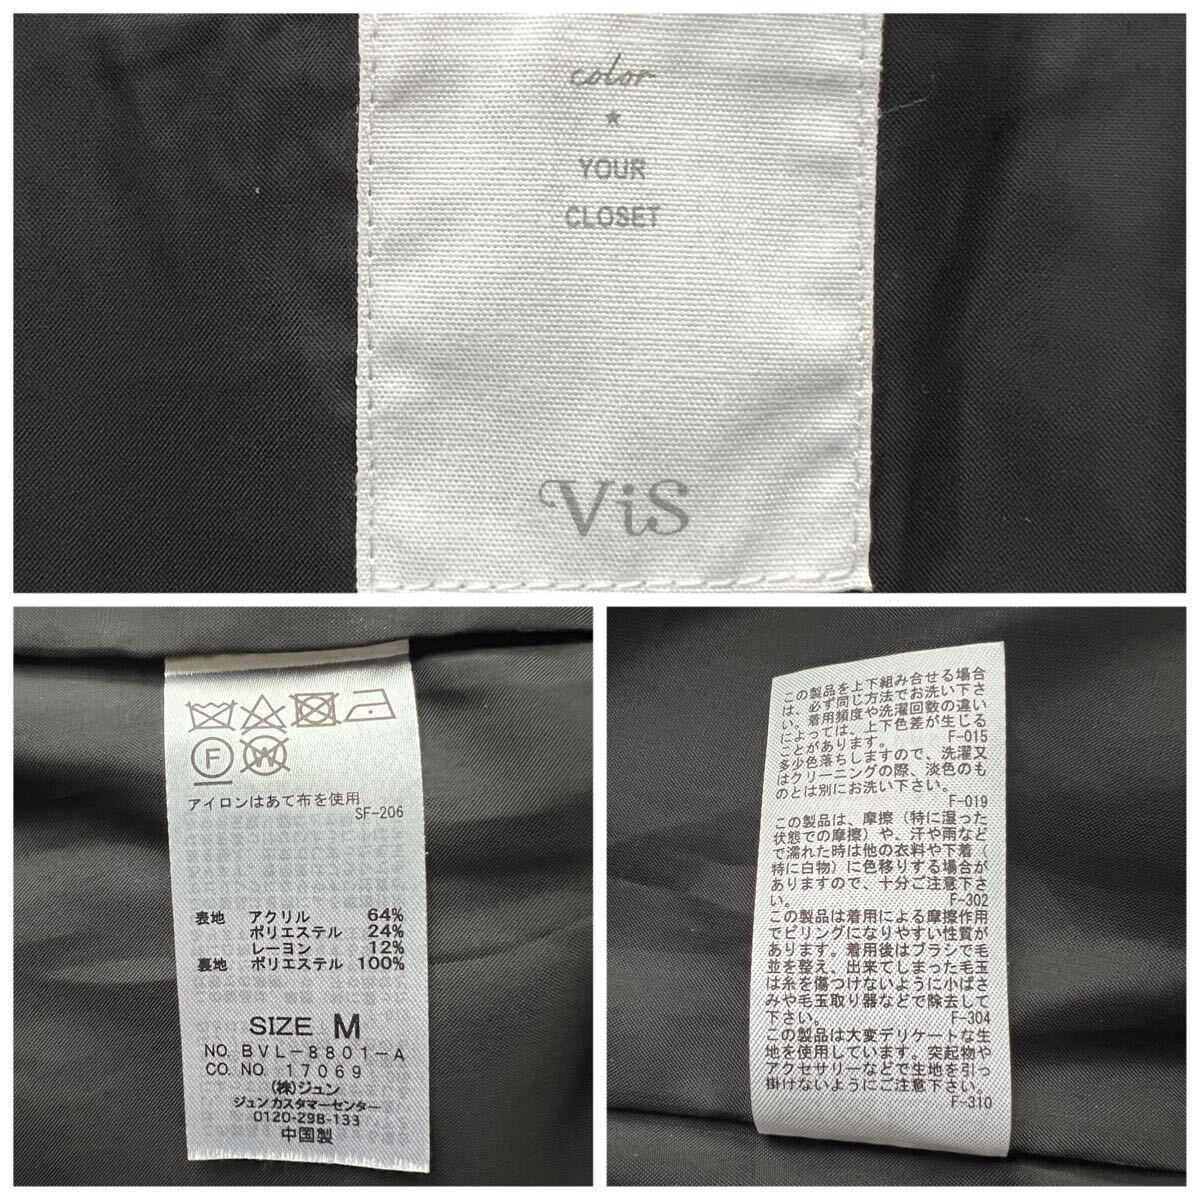 color
YOUR
CLOSET
ViS
F
W
アイロンはあて布を使用
SF-206
表地 アクリル 64%
ポリエステル 24%
レーヨン 12%
裏地 ポリエステル 100%
SIZE M
NO. BVL-8801-A
CO. NO. 17069
(株)ジュン
ジュンカスタマーセンター
0120-298-133
中国製
この製品を上下組み合せる場合
は、必ず同じ方法でお洗い下さ
い。着用頻度や洗濯回数の違い
によっては、上下色差が生じる
ことがあります。 F-015
多少色落ちしますので、洗濯又
はクリーニングの際、淡色のも
のとは別にお洗い下さい。
F-019
この製品は、摩擦（特に湿った
状態での摩擦）や、汗や雨など
で濡れた時は他の衣料や下着（
特に白物）に色移りする場合が
ありますので、十分ご注意下さ
い。 F-302
この製品は着用による摩擦作用
でピリングになりやすい性質が
あります。着用後はブラシで毛
並を整え、出来てしまった毛玉
は糸を傷つけないように小ばさ
みや毛玉取り器などで除去して
下さい。 F-304
この製品は大変デリケートな生
地を使用しています。突起物や
アクセサリーなどで生地を引っ
掛けないようにご注意下さい。
F-310